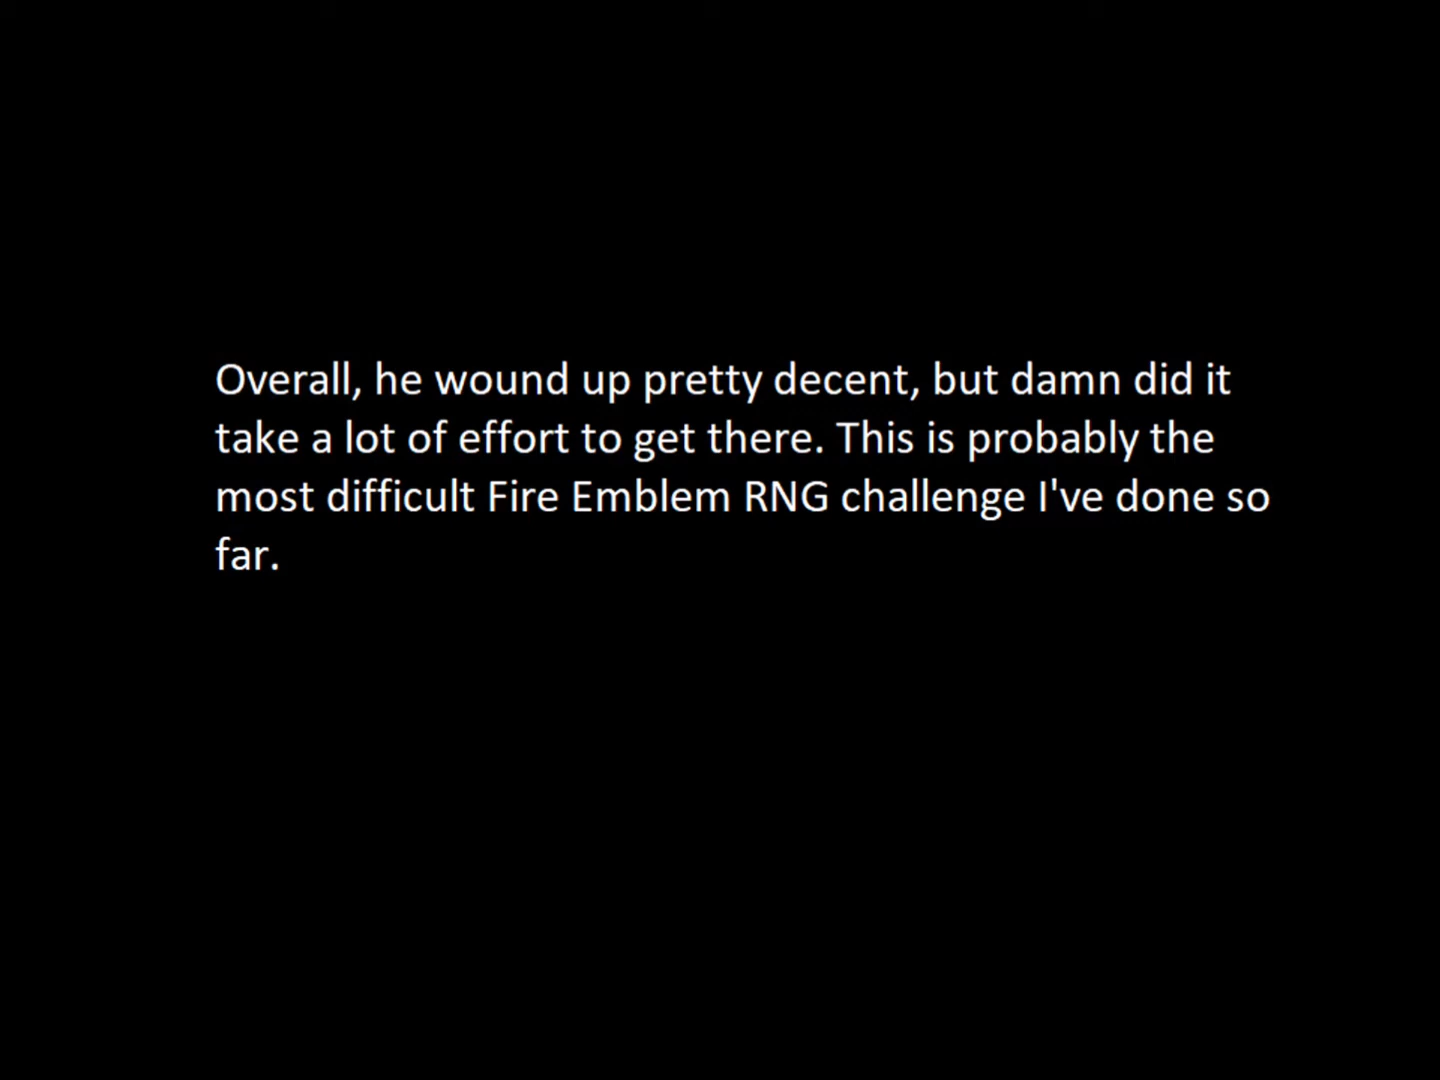 Overall, he wound up pretty decent, but damn did it
take a lot of effort to get there. This is probably the
most difficult Fire Emblem RNG challenge I've done so
far.